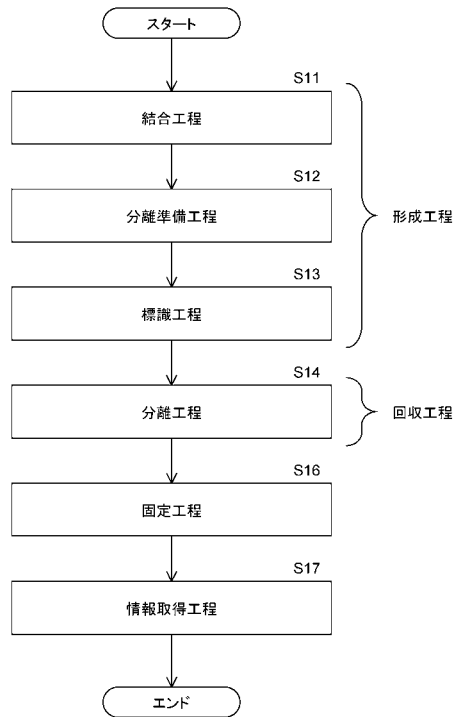 スタート
S11
結合工程
S12
分離準備工程
形成工程
S13
標識工程
S14
分離工程
回収工程
S16
固定工程
S17
情報取得工程
エンド